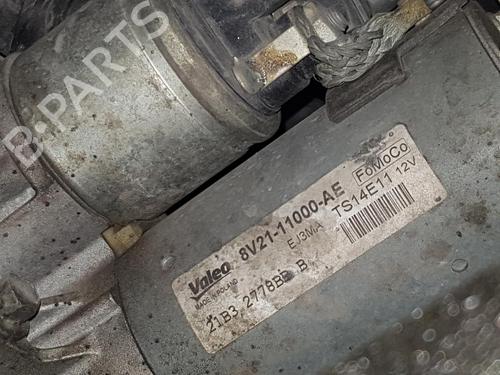 B-PARTS
Valeo 8V21-11000-AE FoMoCo
MADE IN POLAND EJ3MA TS14E11 12V
21B3 2778BB B